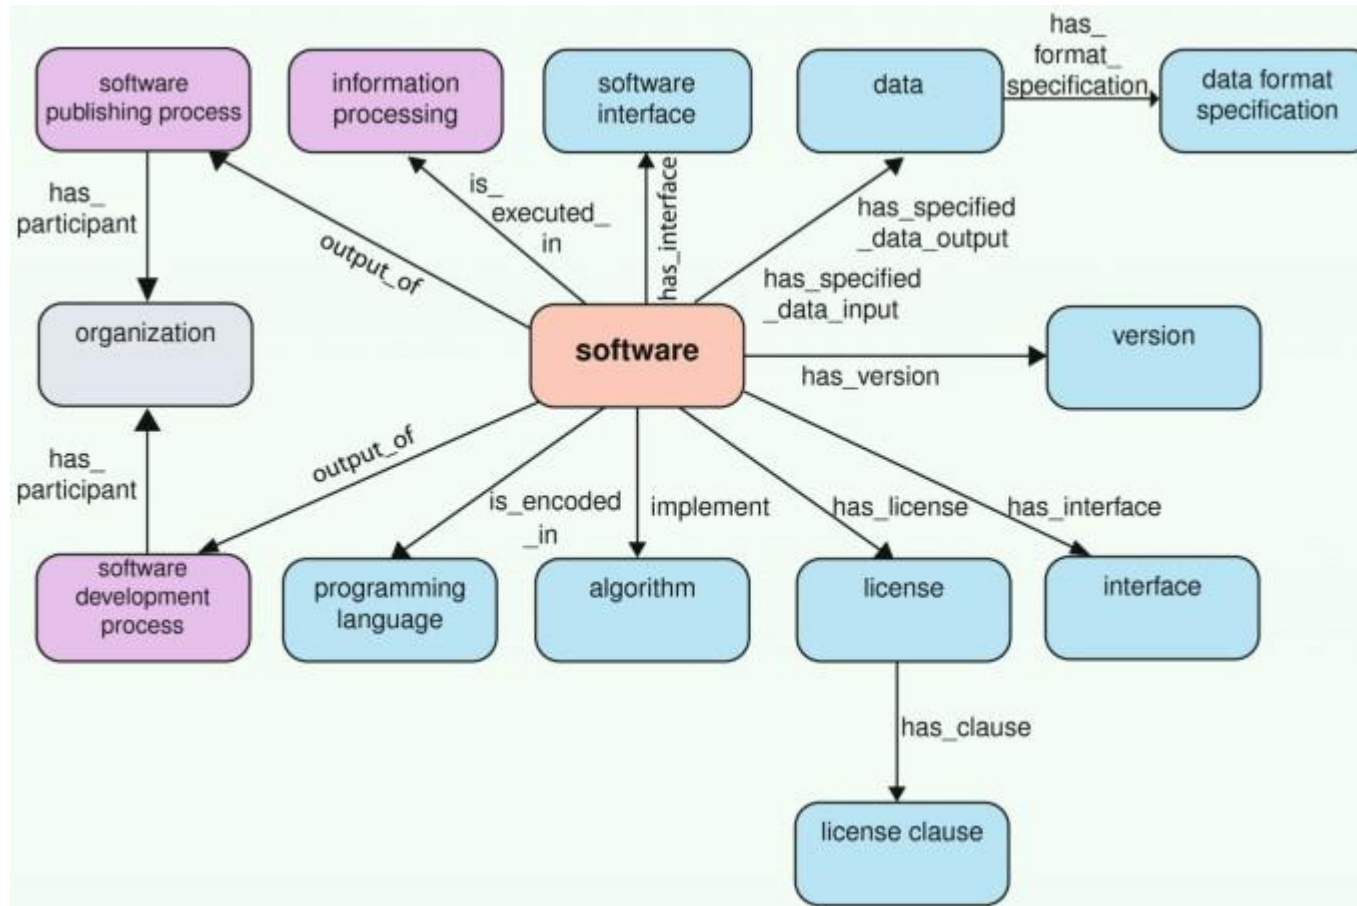 software
publishing process
information
processing
software
interface
data
has_
format_
specification
data format
specification
has_
participant
output_of
is_
executed_
in
has_interface
has_specified
_data_output
has_specified
_data_input
organization
software
has_version
version
has_
participant
output_of
is_encoded
_in
implement
has_license
has_interface
software
development
process
programming
language
algorithm
license
interface
has_clause
license clause